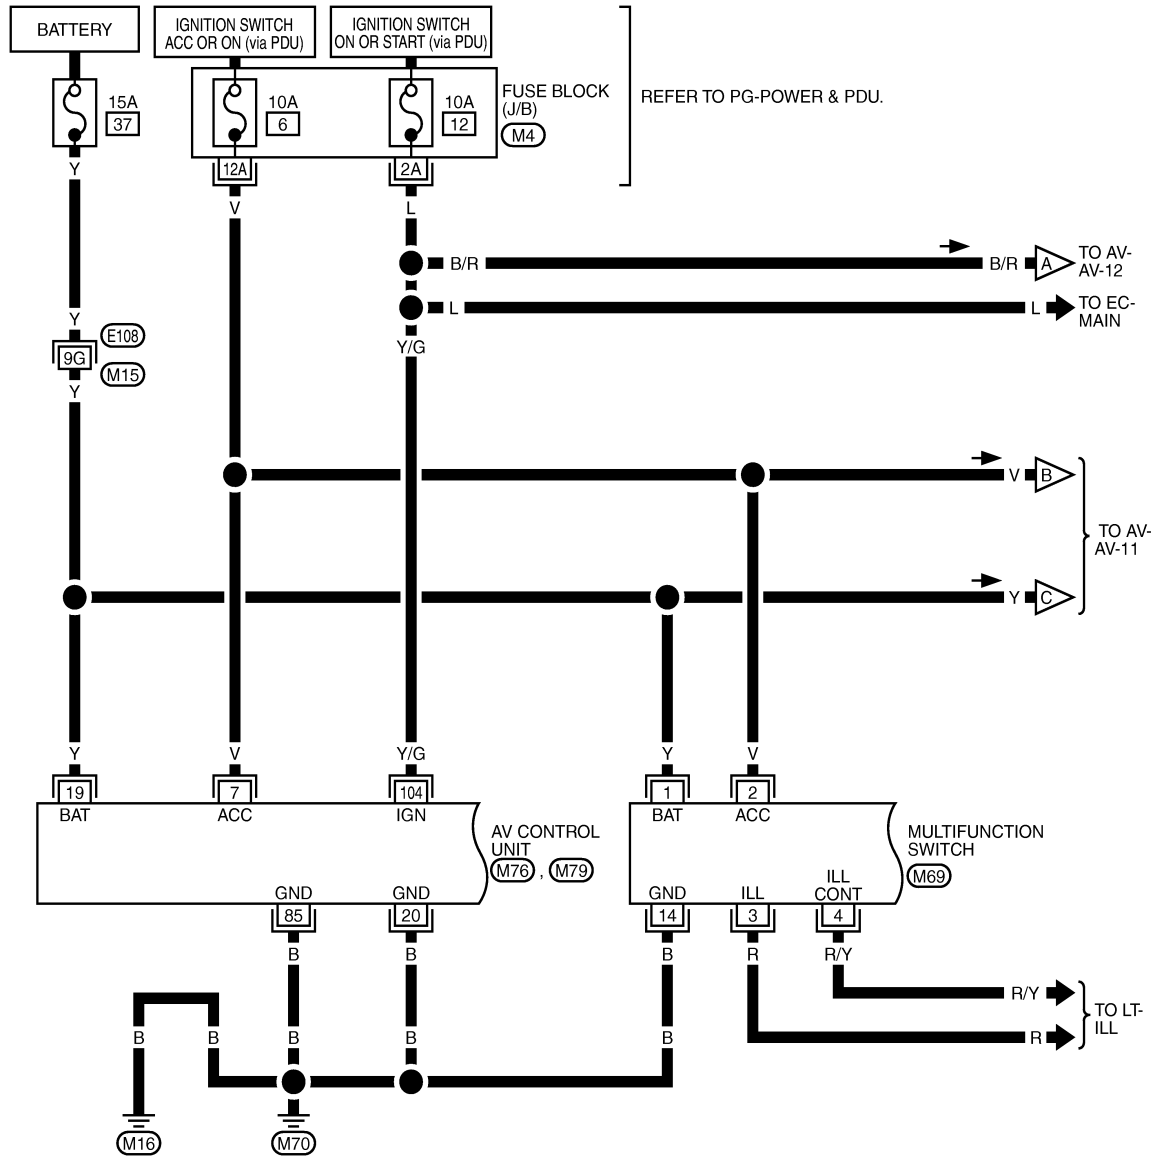 BATTERY
IGNITION SWITCH
ACC OR ON (via PDU)
IGNITION SWITCH
ON OR START (via PDU)
15A
37
10A
6
10A
12
FUSE BLOCK
(J/B)
M4
REFER TO PG-POWER & PDU.
12A
2A
Y
V
L
B/R
B/R
A
TO AV-
AV-12
L
L
TO EC-
MAIN
Y
E108
9G
M15
Y
Y/G
V
B
TO AV-
AV-11
Y
C
Y
V
Y/G
Y
V
19
7
104
1
2
BAT
ACC
IGN
BAT
ACC
AV CONTROL
UNIT
M76 , M79
MULTIFUNCTION
SWITCH
M69
GND
GND
GND
ILL
ILL
CONT
85
20
14
3
4
B
B
B
R
R/Y
R/Y
R
TO LT-
ILL
B
B
B
B
B
M16
M70